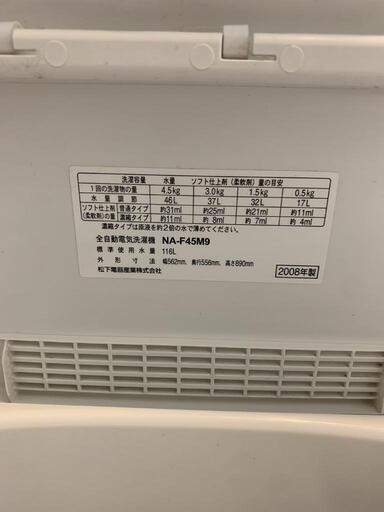 洗濯容量 水量 ソフト仕上剤(柔軟剤)量の目安
1回の洗濯物の量 4.5kg 3.0kg 1.5kg 0.5kg
水量調節 46L 37L 32L 17L
ソフト仕上剤 普通タイプ 約31ml 約25ml 約21ml 約11ml
(柔軟剤)の量 濃縮タイプ 約11ml 約 8ml 約 7ml 約 4ml
濃縮タイプは原液を約2倍の水で薄めてください。
全自動電気洗濯機 NA-F45M9
標準使用水量 116L
外形寸法 幅562mm、奥行556mm、高さ890mm
松下電器産業株式会社
2008年製